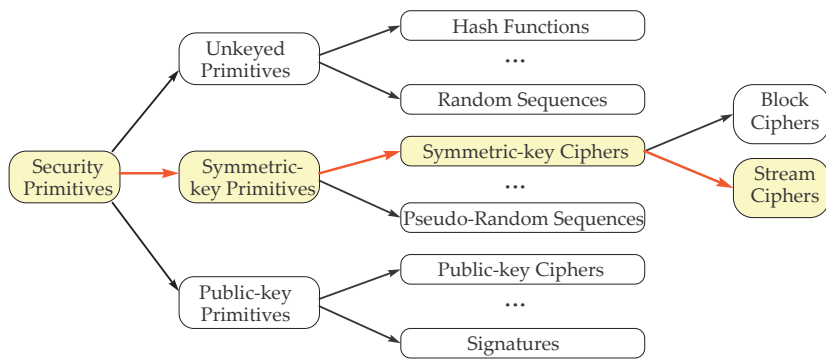 Security
Primitives
Unkeyed
Primitives
Symmetric-
key Primitives
Public-key
Primitives
Hash Functions
...
Random Sequences
Symmetric-key Ciphers
...
Pseudo-Random Sequences
Public-key Ciphers
...
Signatures
Block
Ciphers
Stream
Ciphers